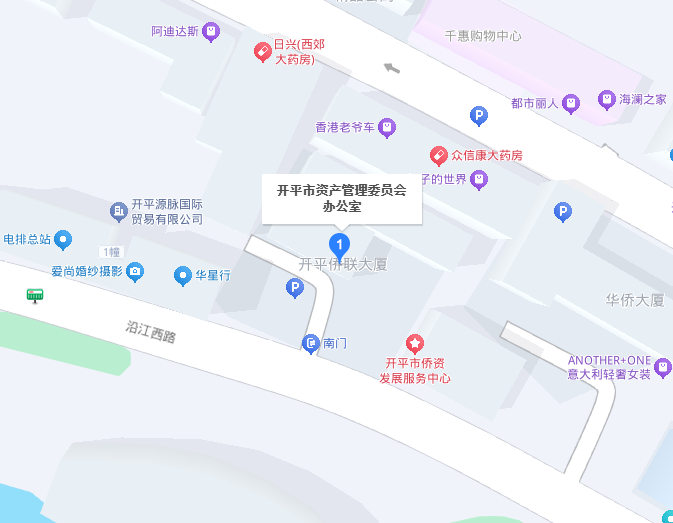 千惠购物中心
阿迪达斯
日兴(西郊
大药房)
P
都市丽人
海澜之家
香港老爷车
众信康大药房
子的世界
开平市资产管理委员会
办公室
P
开平源脉国际
贸易有限公司
电排总站
1幢
1
开平侨联大厦
爱尚婚纱摄影
华星行
P
华侨大厦
沿江西路
南门
开平市侨资
发展服务中心
ANOTHER+ONE
意大利轻奢女装